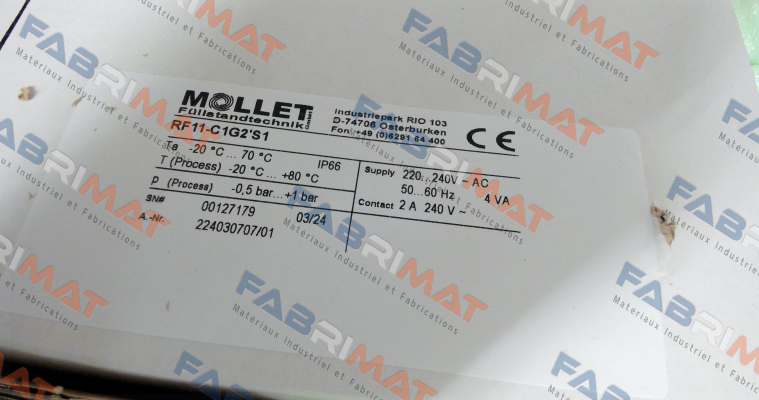 MOLLET
Füllstandtechnik GmbH
Industriepark RIO 103
D-74706 Osterburken
Fon +49 (0)6291 64 400
CE
RF11-C1G2'S1
Ta -20 °C ... 70 °C
IP66
T (Process) -20 °C ... +80 °C
p (Process) -0,5 bar...+1 bar
SN# 00127179 03/24
A.-Nr. 224030707/01
Supply 220...240V ~ AC
50...60 Hz 4 VA
Contact 2 A 240 V ~
FABRIMAT
Matériaux Industriel et Fabrications